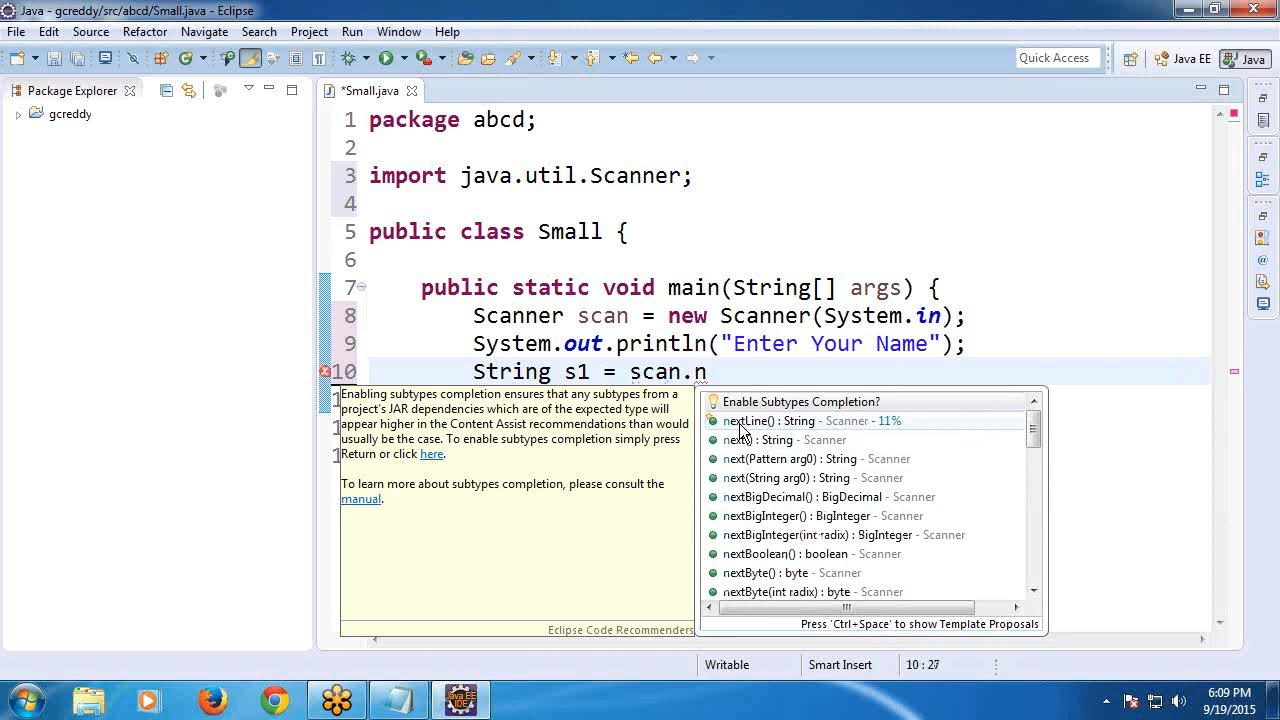 Java - gcreddy/src/abcd/Small.java - Eclipse
File Edit Source Refactor Navigate Search Project Run Window Help
Quick Access Java EE Java
Package Explorer
*Small.java
gcreddy
1 package abcd;
2
3 import java.util.Scanner;
4
5 public class Small {
6
7 public static void main(String[] args) {
8 Scanner scan = new Scanner(System.in);
9 System.out.println("Enter Your Name");
10 String s1 = scan.n
1
1
1
Enabling subtypes completion ensures that any subtypes from a
project's JAR dependencies which are of the expected type will
appear higher in the Content Assist recommendations than would
usually be the case. To enable subtypes completion simply press
Return or click here.
To learn more about subtypes completion, please consult the
manual.
Eclipse Code Recommenders
Enable Subtypes Completion?
nextLine() : String - Scanner - 11%
next() : String - Scanner
next(Pattern arg0) : String - Scanner
next(String arg0) : String - Scanner
nextBigDecimal() : BigDecimal - Scanner
nextBigInteger() : BigInteger - Scanner
nextBigInteger(int radix) : BigInteger - Scanner
nextBoolean() : boolean - Scanner
nextByte() : byte - Scanner
nextByte(int radix) : byte - Scanner
Press 'Ctrl+Space' to show Template Proposals
Writable Smart Insert 10 : 27
Java EE
IDE
6:09 PM
9/19/2015